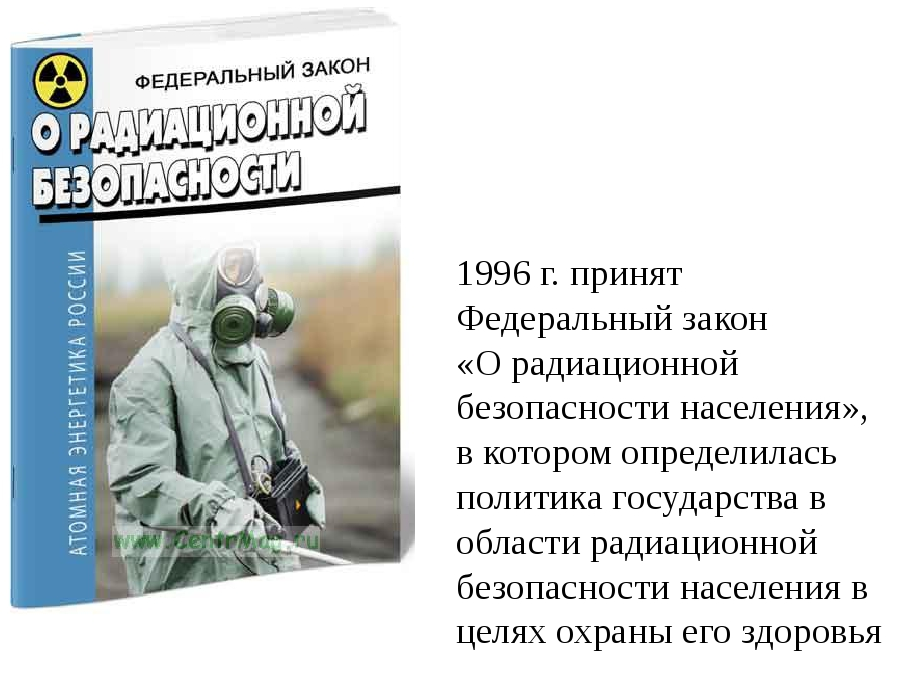 ФЕДЕРАЛЬНЫЙ ЗАКОН
О РАДИАЦИОННОЙ
БЕЗОПАСНОСТИ
АТОМНАЯ ЭНЕРГЕТИКА РОССИИ
www.CentrMag.ru
1996 г. принят
Федеральный закон
«О радиационной
безопасности населения»,
в котором определилась
политика государства в
области радиационной
безопасности населения в
целях охраны его здоровья